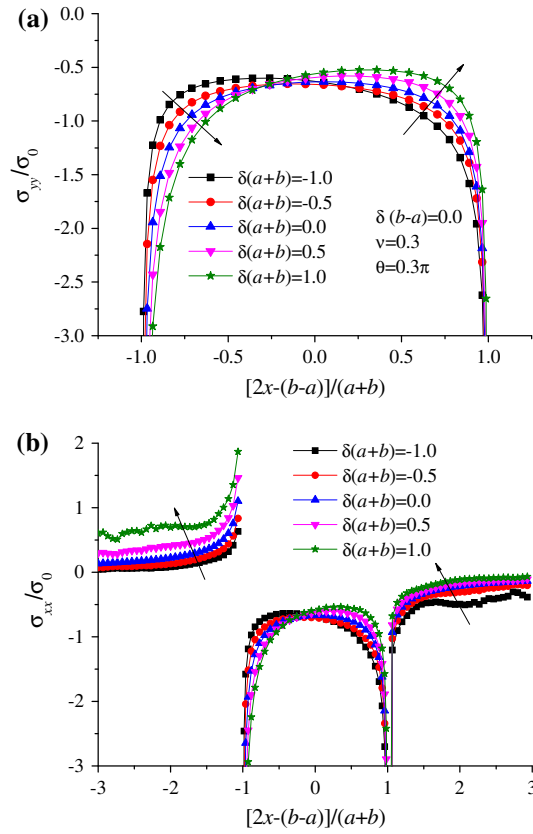 (a)
0.0
-0.5
-1.0
-1.5
-2.0
-2.5
-3.0
σyy/σ0
δ(a+b)=-1.0
δ(a+b)=-0.5
δ(a+b)=0.0
δ(a+b)=0.5
δ(a+b)=1.0
δ (b-a)=0.0
ν=0.3
θ=0.3π
-1.0 -0.5 0.0 0.5 1.0
[2x-(b-a)]/(a+b)
(b)
2
1
0
-1
-2
-3
σxx/σ0
δ(a+b)=-1.0
δ(a+b)=-0.5
δ(a+b)=0.0
δ(a+b)=0.5
δ(a+b)=1.0
-3 -2 -1 0 1 2 3
[2x-(b-a)]/(a+b)